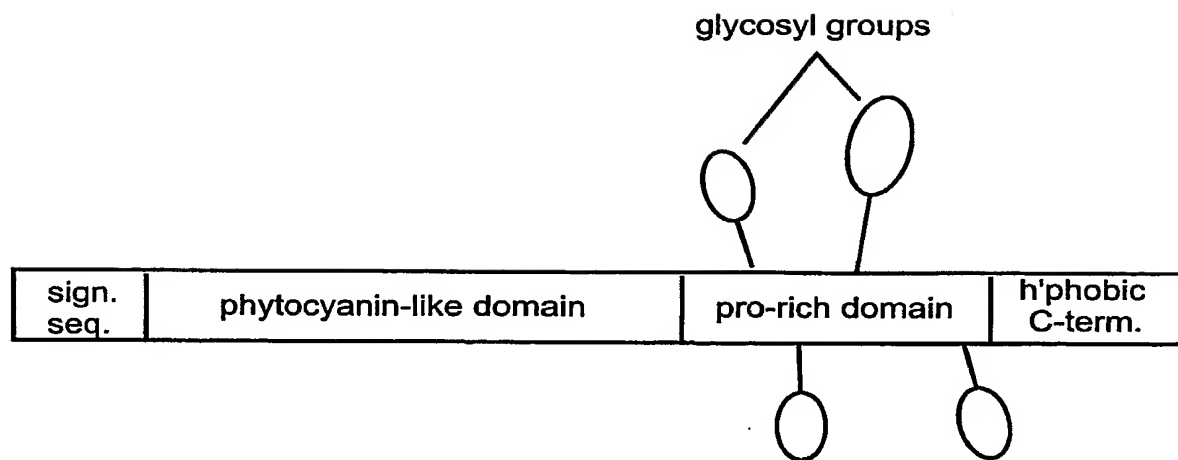 glycosyl groups
sign.
seq.
phytocyanin-like domain
pro-rich domain
h'phobic
C-term.